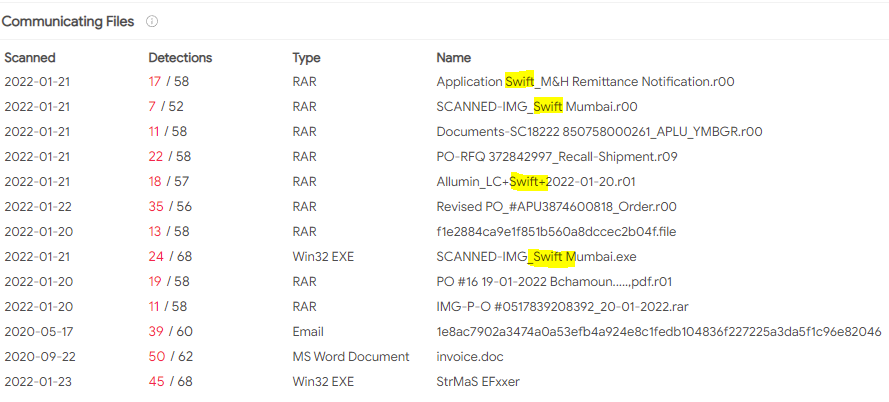 Communicating Files
Scanned Detections Type Name
2022-01-21 17 / 58 RAR Application Swift_M&H Remittance Notification.r00
2022-01-21 7 / 52 RAR SCANNED-IMG_Swift Mumbai.r00
2022-01-21 11 / 58 RAR Documents-SC18222 850758000261_APLU_YMBGR.r00
2022-01-21 22 / 58 RAR PO-RFQ 372842997_Recall-Shipment.r09
2022-01-21 18 / 57 RAR Allumin_LC+Swift+2022-01-20.r01
2022-01-22 35 / 56 RAR Revised PO_#APU3874600818_Order.r00
2022-01-20 13 / 58 RAR f1e2884ca9e1f851b560a8dccec2b04f.file
2022-01-21 24 / 68 Win32 EXE SCANNED-IMG_Swift Mumbai.exe
2022-01-20 19 / 58 RAR PO #16 19-01-2022 Bchamoun.....,pdf.r01
2022-01-20 11 / 58 RAR IMG-P-O #0517839208392_20-01-2022.rar
2020-05-17 39 / 60 Email 1e8ac7902a3474a0a53efb4a924e8c1fedb104836f227225a3da5f1c96e82046
2020-09-22 50 / 62 MS Word Document invoice.doc
2022-01-23 45 / 68 Win32 EXE StrMaS EFxxer